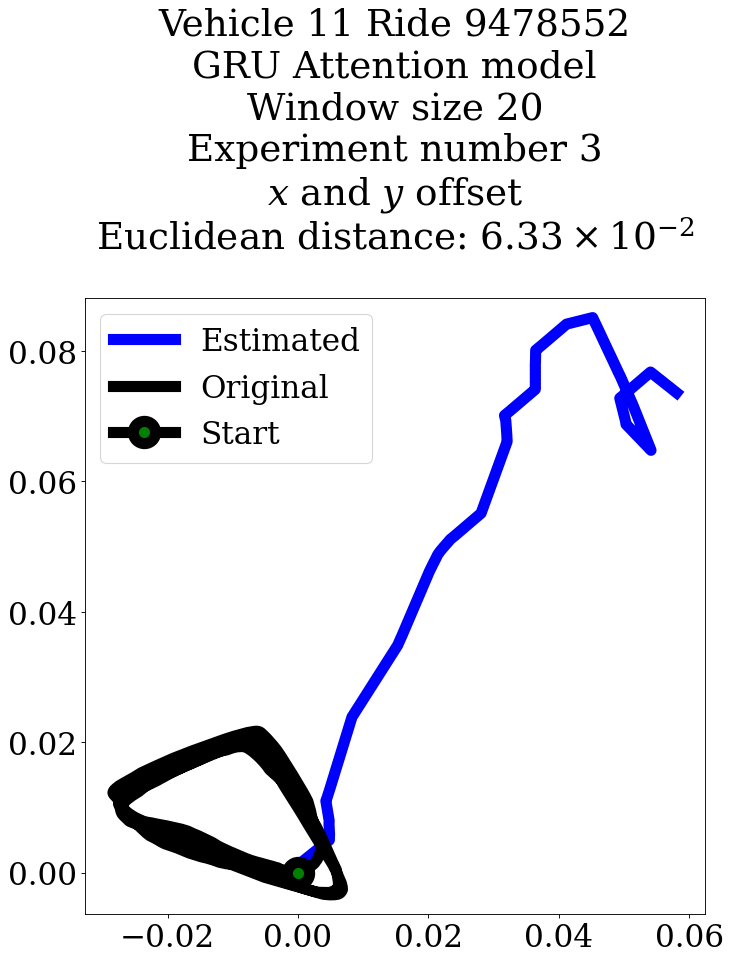 Vehicle 11 Ride 9478552
GRU Attention model
Window size 20
Experiment number 3
x and y offset
Euclidean distance: 6.33 × 10⁻²
Estimated
Original
Start
0.08
0.06
0.04
0.02
0.00
−0.02 0.00 0.02 0.04 0.06